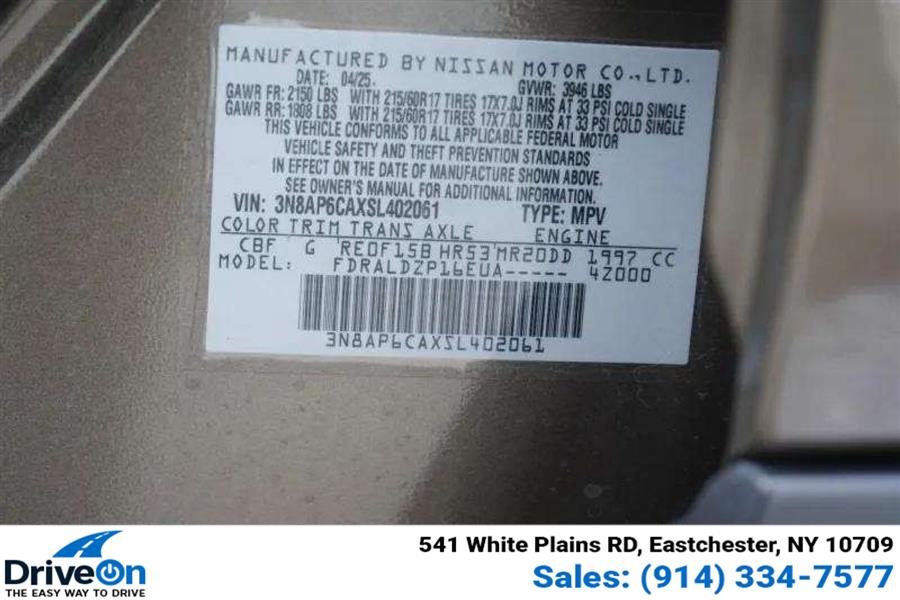 MANUFACTURED BY NISSAN MOTOR CO., LTD.
DATE: 04/25. GVWR: 3946 LBS
GAWR FR: 2150 LBS WITH 215/60R17 TIRES 17X7.0J RIMS AT 33 PSI COLD SINGLE
GAWR RR: 1808 LBS WITH 215/60R17 TIRES 17X7.0J RIMS AT 33 PSI COLD SINGLE
THIS VEHICLE CONFORMS TO ALL APPLICABLE FEDERAL MOTOR
VEHICLE SAFETY AND THEFT PREVENTION STANDARDS
IN EFFECT ON THE DATE OF MANUFACTURE SHOWN ABOVE.
SEE OWNER'S MANUAL FOR ADDITIONAL INFORMATION.
VIN: 3N8AP6CAXSL402061 TYPE: MPV
COLOR TRIM TRANS AXLE ENGINE
CBF G RE0F15B HR53 MR20DD 1997 CC
MODEL: FDRALDZP16EUA----- 4Z000
3N8AP6CAXSL402061
541 White Plains RD, Eastchester, NY 10709
DriveOn
THE EASY WAY TO DRIVE
Sales: (914) 334-7577